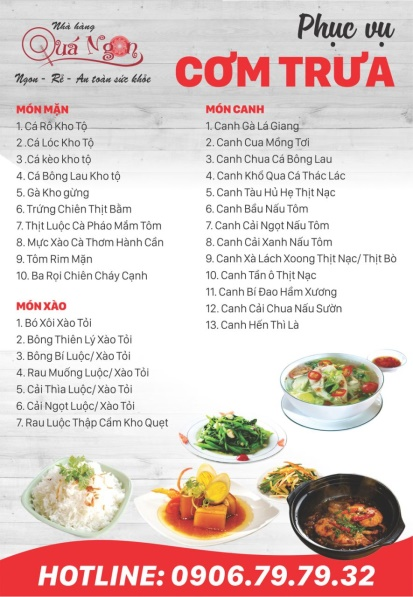 Nhà hàng
Quá Ngon
Ngon - Rẻ - An toàn sức khỏe
Phục vụ
CƠM TRƯA
MÓN MẶN
1. Cá Rô Kho Tộ
2 .Cá Lóc Kho Tộ
3 .Cá kèo kho tộ
4. Cá Bông Lau Kho tộ
5. Gà Kho gừng
6. Trứng Chiên Thịt Bằm
7. Thịt Luộc Cà Pháo Mắm Tôm
8. Mực Xào Cà Thơm Hành Cần
9. Tôm Rim Mặn
10. Ba Rọi Chiên Cháy Cạnh
MÓN XÀO
1. Bó Xôi Xào Tỏi
2. Bông Thiên Lý Xào Tỏi
3. Bông Bí Luộc/ Xào Tỏi
4. Rau Muống Luộc/ Xào Tỏi
5. Cải Thìa Luộc/ Xào Tỏi
6. Cải Ngọt Luộc/ Xào Tỏi
7. Rau Luộc Thập Cẩm Kho Quẹt
MÓN CANH
1. Canh Gà Lá Giang
2. Canh Cua Mồng Tơi
3. Canh Chua Cá Bông Lau
4. Canh Khổ Qua Cá Thác Lác
5. Canh Tàu Hủ Hẹ Thịt Nạc
6. Canh Bầu Nấu Tôm
7. Canh Cải Ngọt Nấu Tôm
8. Canh Cải Xanh Nấu Tôm
9. Canh Xà Lách Xoong Thịt Nạc/ Thịt Bò
10. Canh Tần ô Thịt Nạc
11. Canh Bí Đao Hầm Xương
12. Canh Cải Chua Nấu Sườn
13. Canh Hến Thì Là
HOTLINE: 0906.79.79.32